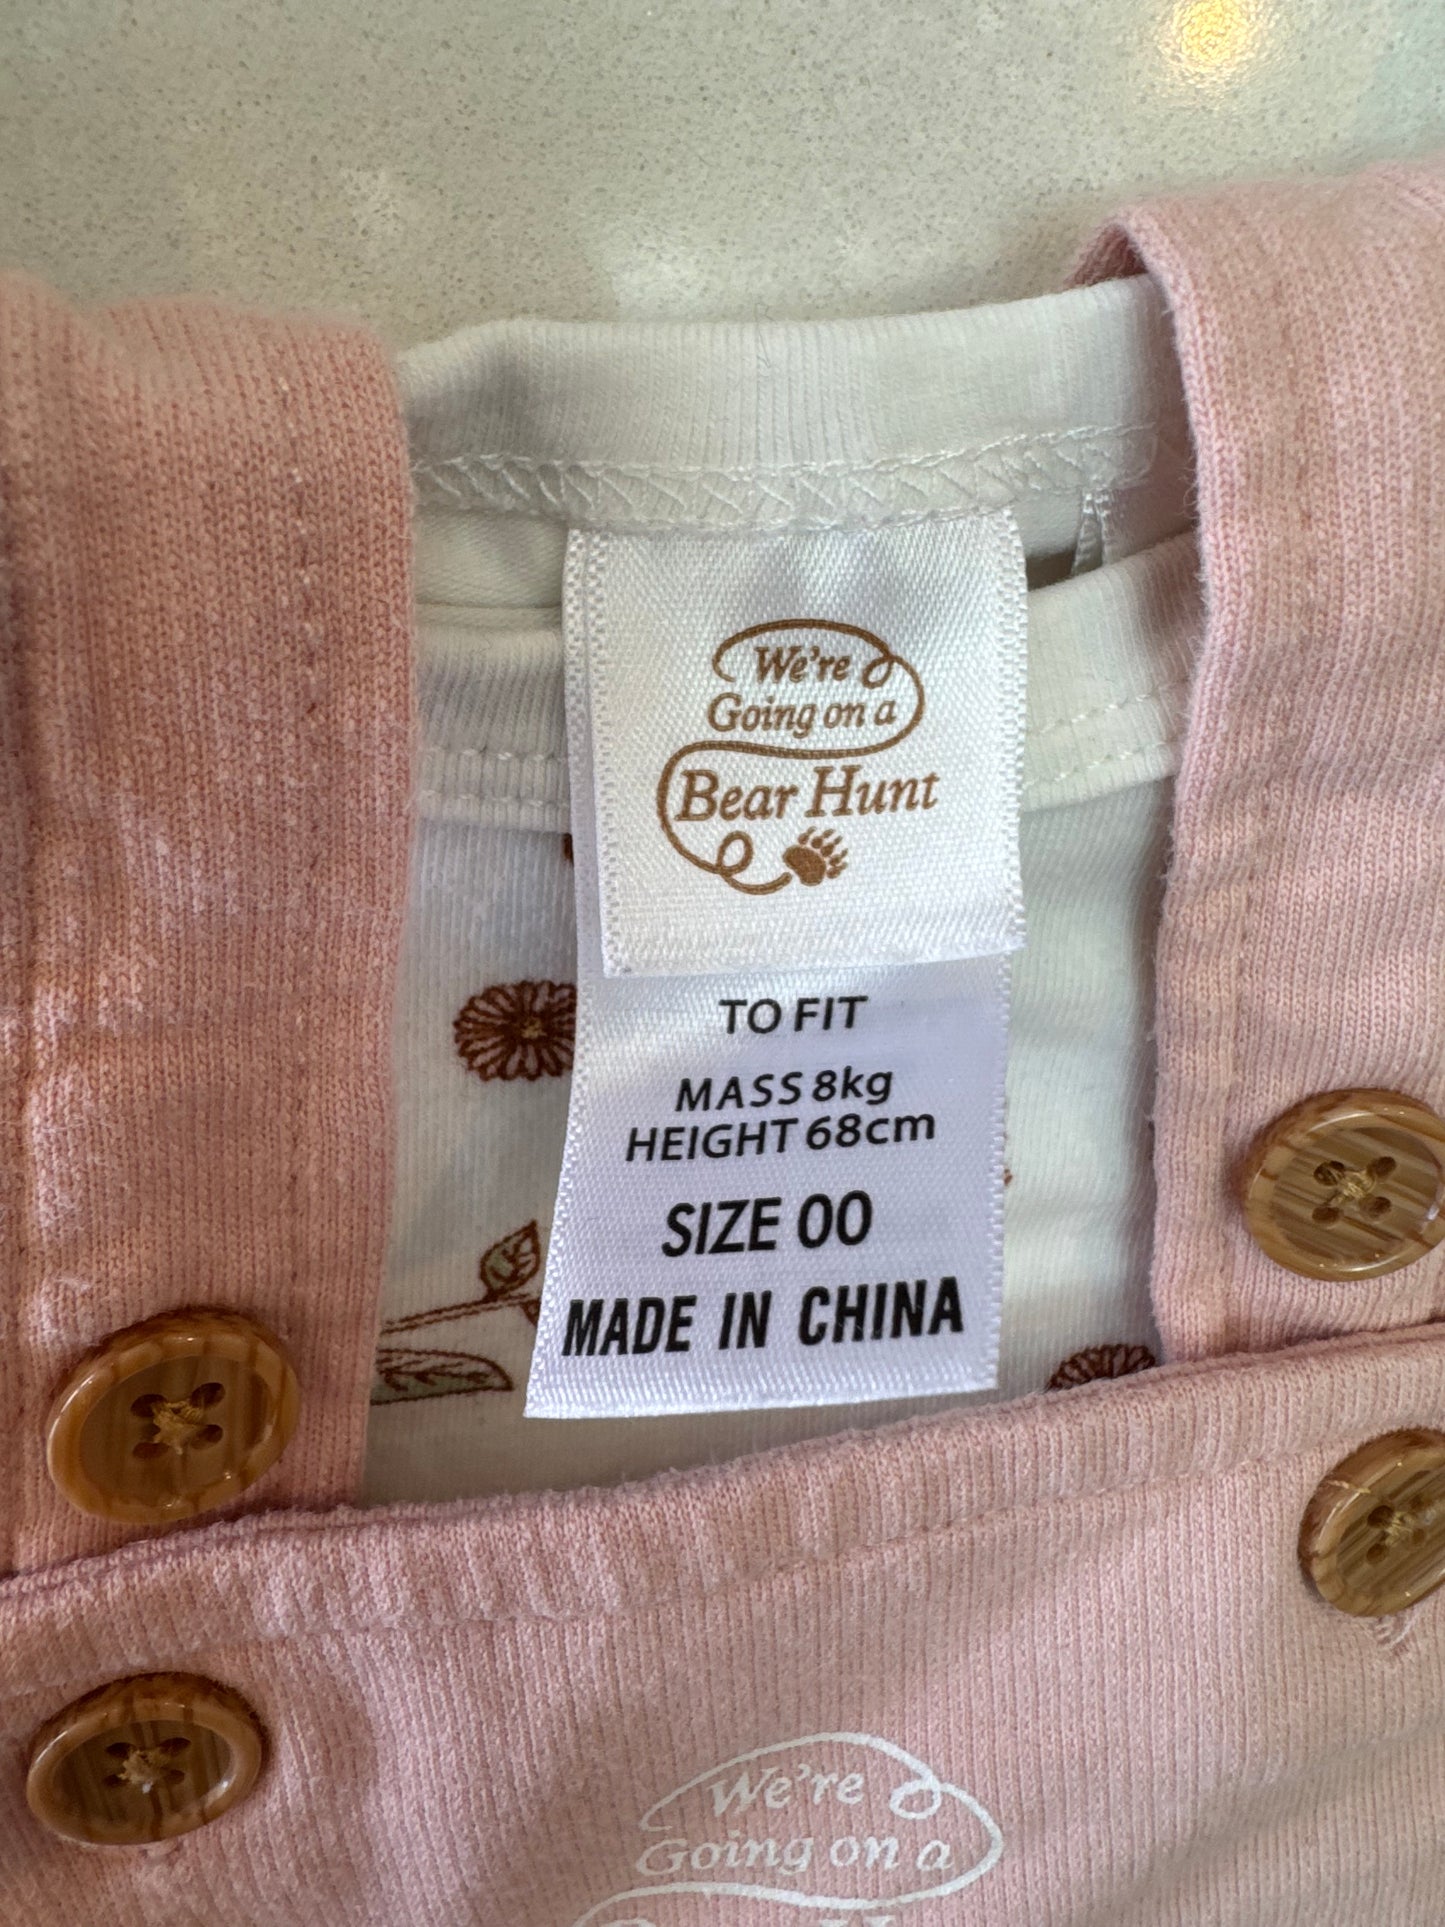 We're
Going on a
Bear Hunt
TO FIT
MASS 8kg
HEIGHT 68cm
SIZE 00
MADE IN CHINA
We're
Going on a